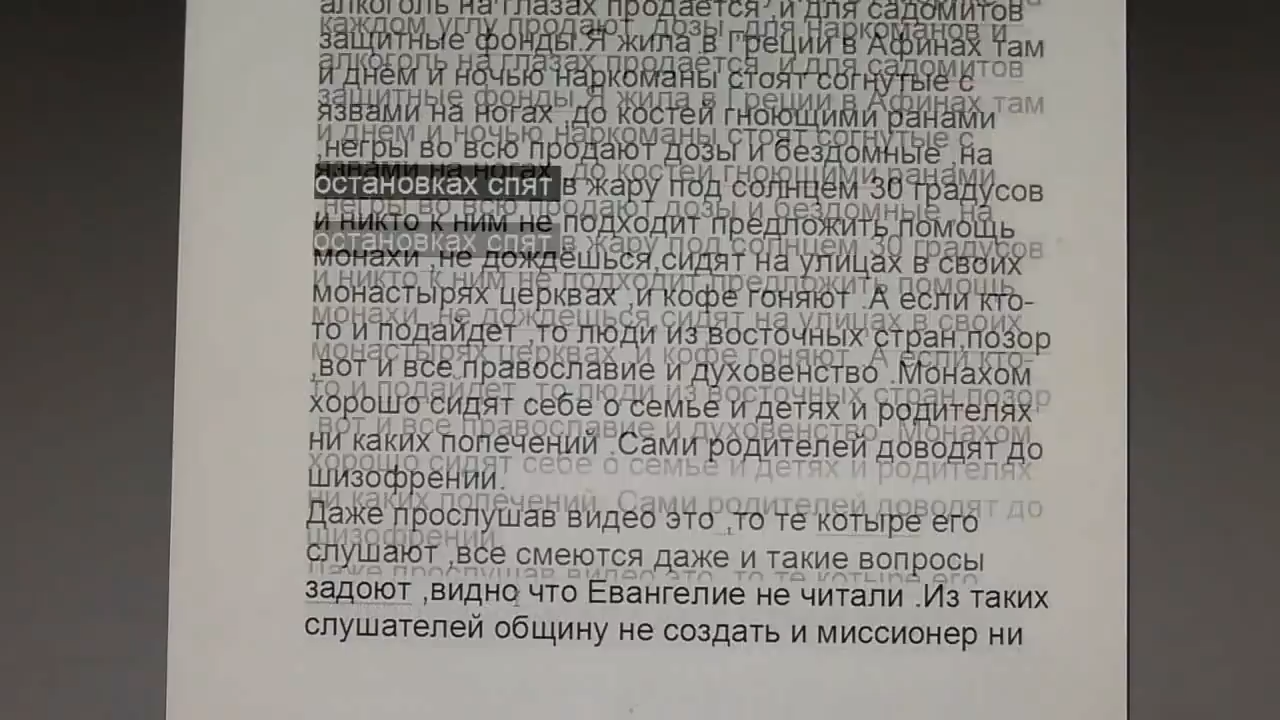 алкоголь на глазах продается ,и для садомитов
защитные фонды.Я жила в Греции в Афинах там
и днем и ночью наркоманы стоят согнутые с
язвами на ногах ,до костей гноющими ранами
,негры во всю продают дозы и бездомные ,на
остановках спят в жару под солнцем 30 градусов
и никто к ним не подходит предложить помощь
монахи ,не дождёшься,сидят на улицах в своих
монастырях церквах ,и кофе гоняют .А если кто-
то и подайдет ,то люди из восточных стран,позор
,вот и все православие и духовенство .Монахом
хорошо сидят себе о семье и детях и родителях
ни каких попечений .Сами родителей доводят до
шизофрении.
Даже прослушав видео это ,то те котыре его
слушают ,все смеются даже и такие вопросы
задоют ,видно что Евангелие не читали .Из таких
слушателей общину не создать и миссионер ни